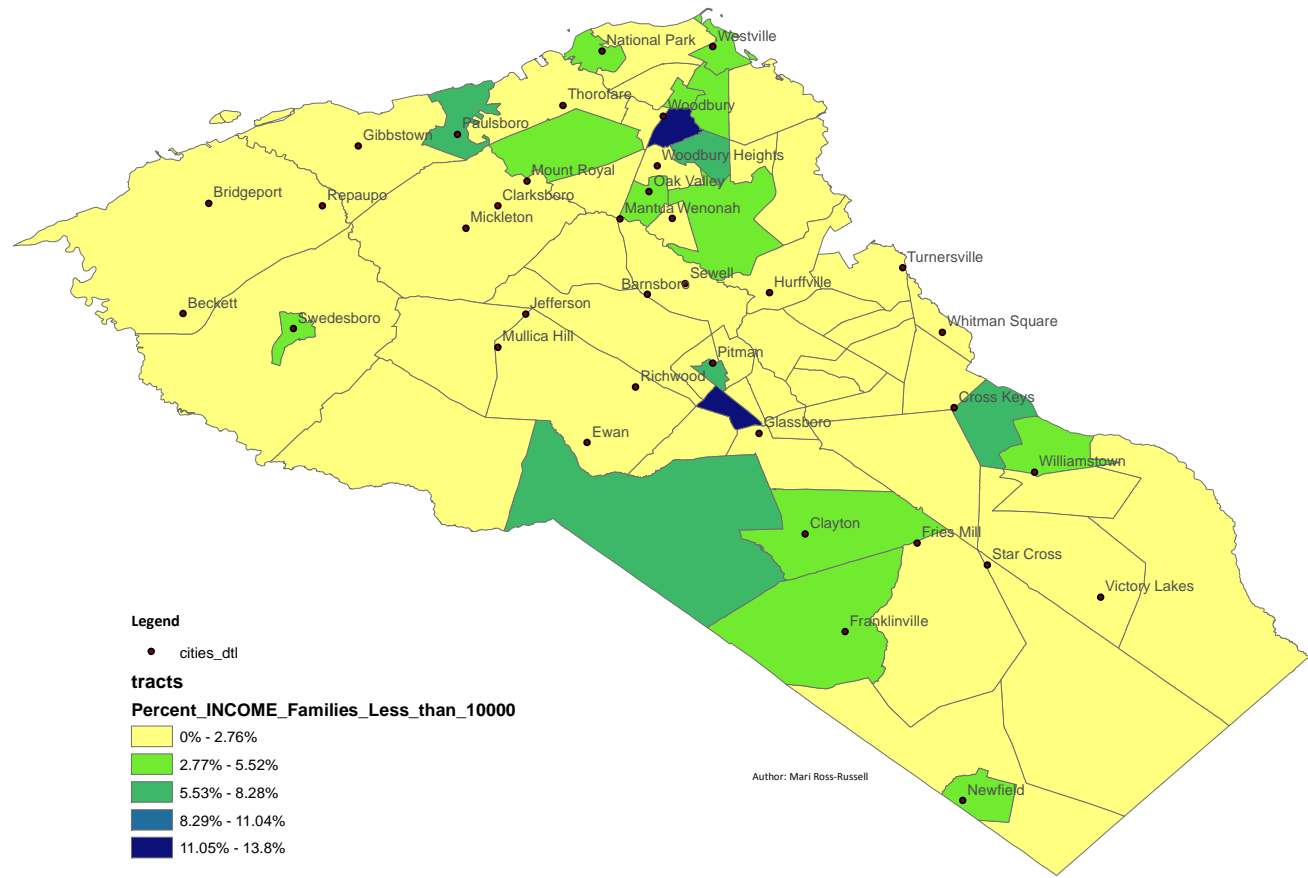 National Park
Westville
Thorofare
Woodbury
Paulsboro
Gibbstown
Woodbury Heights
Mount Royal
Oak Valley
Bridgeport
Repaupo
Clarksboro
Mickleton
Mantua
Wenonah
Turnersville
Sewell
Barnsboro
Hurffville
Beckett
Jefferson
Swedesboro
Whitman Square
Mullica Hill
Pitman
Richwood
Cross Keys
Glassboro
Ewan
Williamstown
Clayton
Fries Mill
Star Cross
Victory Lakes
Franklinville
Legend
cities_dtl
tracts
Percent_INCOME_Families_Less_than_10000
0% - 2.76%
2.77% - 5.52%
5.53% - 8.28%
8.29% - 11.04%
11.05% - 13.8%
Author: Mari Ross-Russell
Newfield